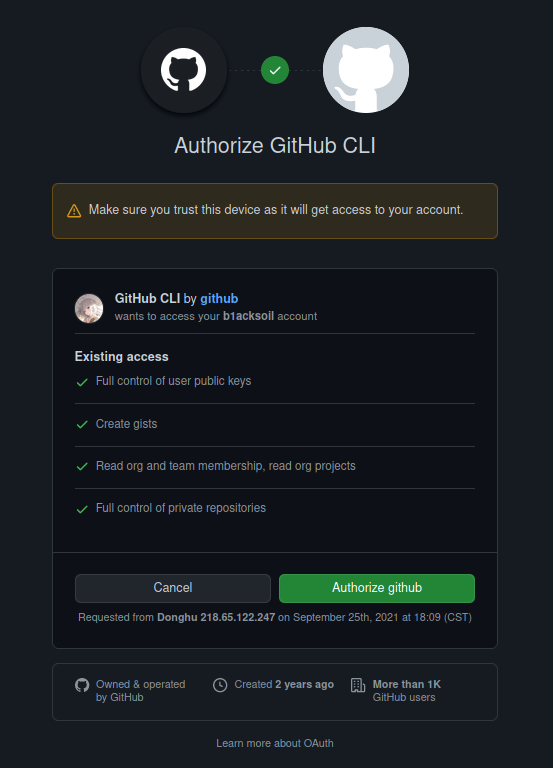 Authorize GitHub CLI
Make sure you trust this device as it will get access to your account.
GitHub CLI by github
wants to access your b1acksoil account
Existing access
Full control of user public keys
Create gists
Read org and team membership, read org projects
Full control of private repositories
Cancel
Authorize github
Requested from Donghu 218.65.122.247 on September 25th, 2021 at 18:09 (CST)
Owned & operated
by GitHub
Created 2 years ago
More than 1K
GitHub users
Learn more about OAuth